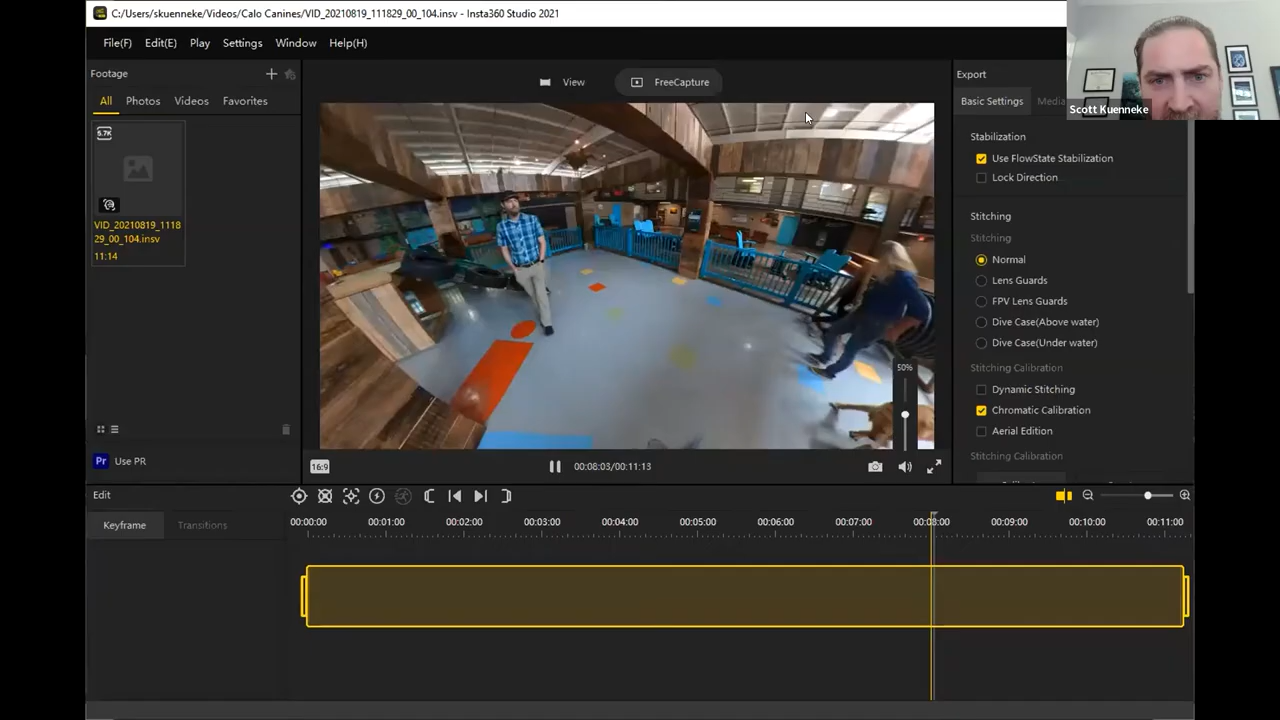 C:/Users/skuenneke/Videos/Calo Canines/VID_20210819_111829_00_104.insv - Insta360 Studio 2021
File(F) Edit(E) Play Settings Window Help(H)
Scott Kuenneke
Footage
All Photos Videos Favorites
5.7K
VID_20210819_1118
29_00_104.insv
11:14
Use PR
View FreeCapture
50%
16:9
00:08:03/00:11:13
Export
Basic Settings Media
Stabilization
Use FlowState Stabilization
Lock Direction
Stitching
Stitching
Normal
Lens Guards
FPV Lens Guards
Dive Case(Above water)
Dive Case(Under water)
Stitching Calibration
Dynamic Stitching
Chromatic Calibration
Aerial Edition
Stitching Calibration
Edit
Keyframe Transitions
00:00:00 00:01:00 00:02:00 00:03:00 00:04:00 00:05:00 00:06:00 00:07:00 00:08:00 00:09:00 00:10:00 00:11:00